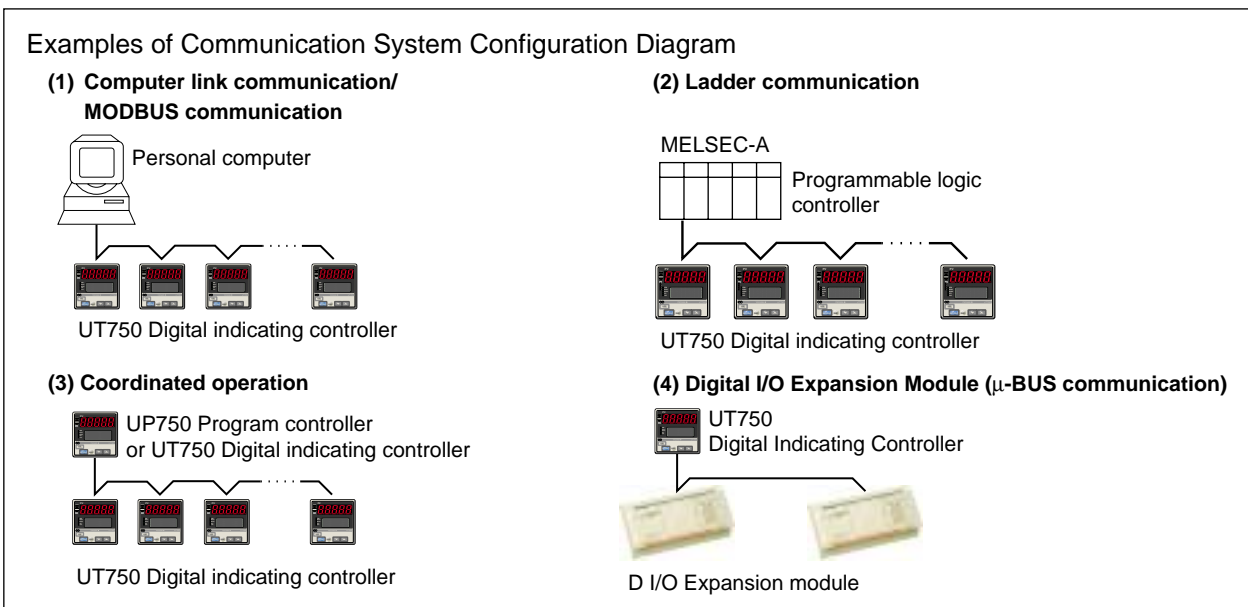 Examples of Communication System Configuration Diagram
(1) Computer link communication/
MODBUS communication
Personal computer
UT750 Digital indicating controller
(2) Ladder communication
MELSEC-A
Programmable logic
controller
UT750 Digital indicating controller
(3) Coordinated operation
UP750 Program controller
or UT750 Digital indicating controller
UT750 Digital indicating controller
(4) Digital I/O Expansion Module (μ-BUS communication)
UT750
Digital Indicating Controller
D I/O Expansion module